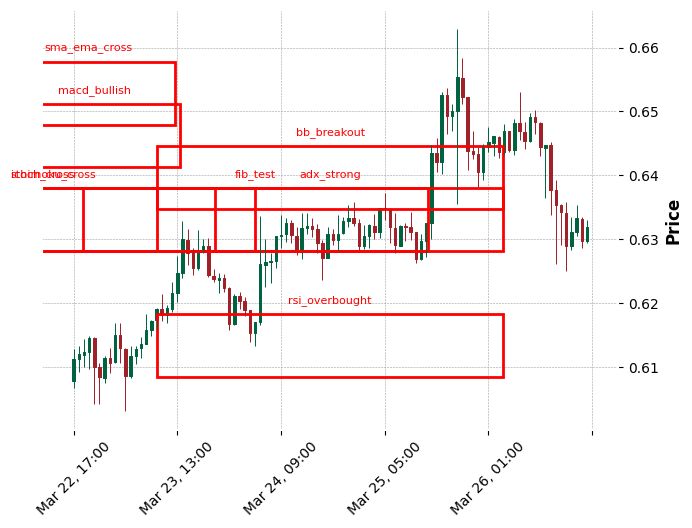 sma_ema_cross
0.66
macd_bullish
0.65
bb_breakout
0.64
fib_test
adx_strong
0.63
rsi_overbought
0.62
0.61
Price
Mar 22, 17:00
Mar 23, 13:00
Mar 24, 09:00
Mar 25, 05:00
Mar 26, 01:00